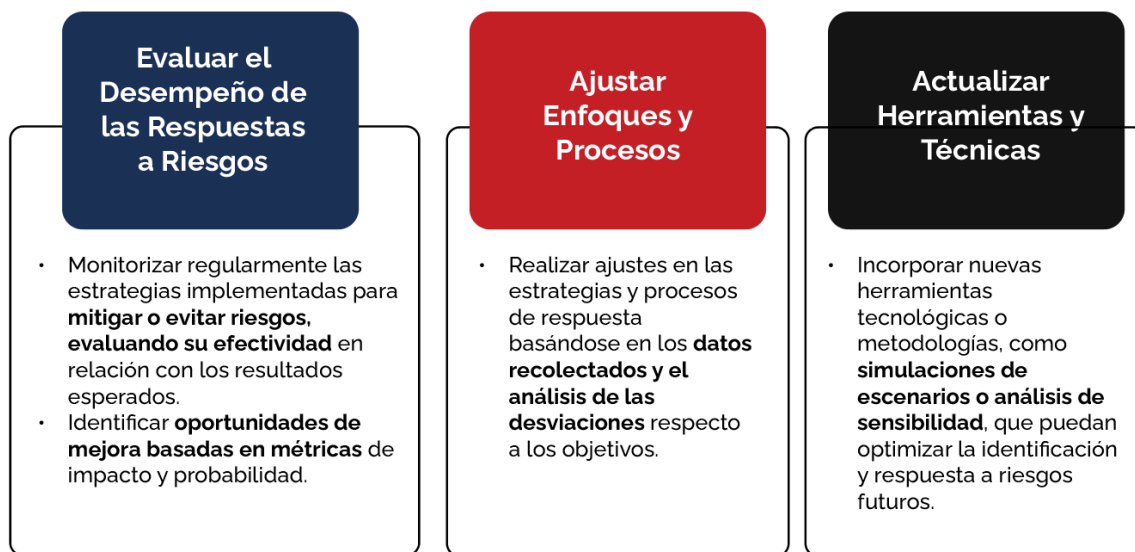 Evaluar el
Desempeño de
las Respuestas
a Riesgos
• Monitorizar regularmente las
estrategias implementadas para
mitigar o evitar riesgos,
evaluando su efectividad en
relación con los resultados
esperados.
• Identificar oportunidades de
mejora basadas en métricas de
impacto y probabilidad.
Ajustar
Enfoques y
Procesos
• Realizar ajustes en las
estrategias y procesos
de respuesta
basándose en los datos
recolectados y el
análisis de las
desviaciones respecto
a los objetivos.
Actualizar
Herramientas y
Técnicas
• Incorporar nuevas
herramientas
tecnológicas o
metodologías, como
simulaciones de
escenarios o análisis de
sensibilidad, que puedan
optimizar la identificación
y respuesta a riesgos
futuros.